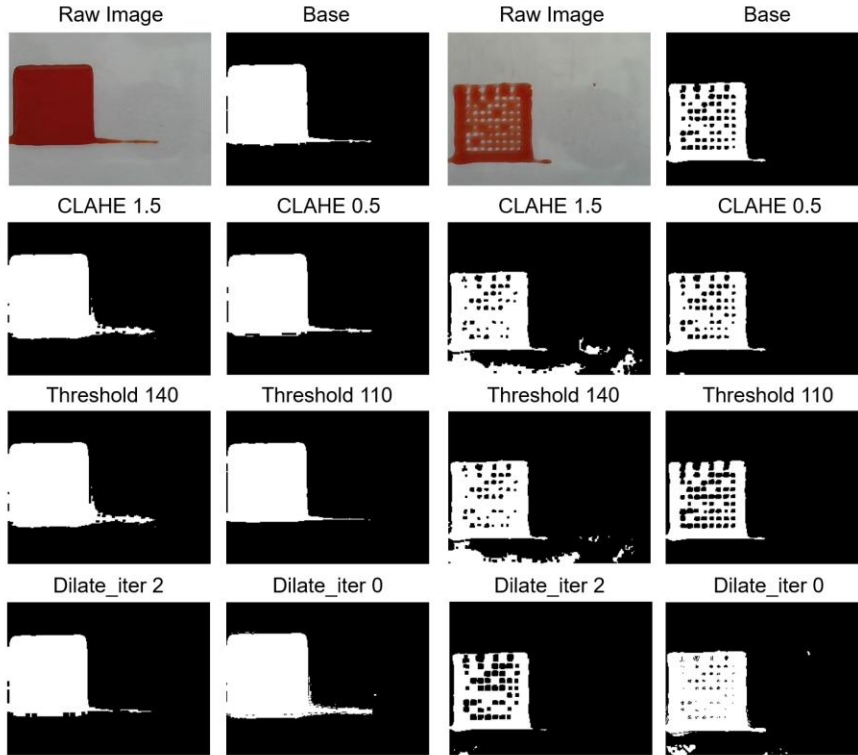 Raw Image Base Raw Image Base
CLAHE 1.5 CLAHE 0.5 CLAHE 1.5 CLAHE 0.5
Threshold 140 Threshold 110 Threshold 140 Threshold 110
Dilate_iter 2 Dilate_iter 0 Dilate_iter 2 Dilate_iter 0